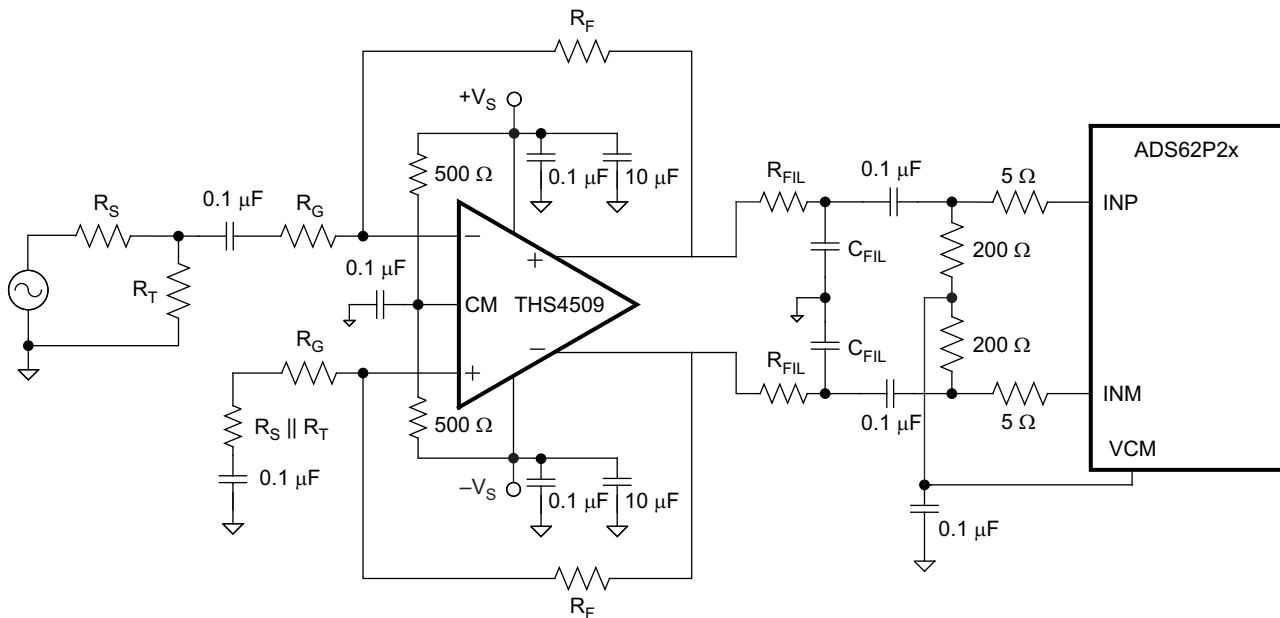 R_F
+V_S
500 Ω
0.1 μF
10 μF
ADS62P2x
R_S
0.1 μF
R_G
R_FIL
0.1 μF
5 Ω
INP
−
+
200 Ω
0.1 μF
C_FIL
R_T
CM
THS4509
R_G
−
C_FIL
200 Ω
R_FIL
+
R_S || R_T
500 Ω
0.1 μF
5 Ω
INM
VCM
0.1 μF
−V_S
0.1 μF
10 μF
0.1 μF
R_F